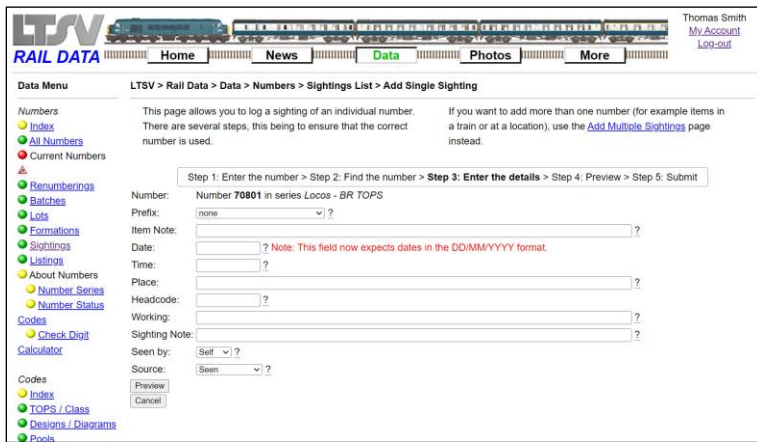 LTSV
RAIL DATA
Home
News
Data
Photos
More
Thomas Smith
My Account
Log-out
Data Menu
Numbers
Index
All Numbers
Current Numbers
Renumberings
Batches
Lots
Formations
Sightings
Listings
About Numbers
Number Series
Number Status
Codes
Check Digit
Calculator
Codes
Index
TOPS / Class
Designs / Diagrams
Pools
LTSV > Rail Data > Data > Numbers > Sightings List > Add Single Sighting
This page allows you to log a sighting of an individual number.
There are several steps, this being to ensure that the correct
number is used.
If you want to add more than one number (for example items in
a train or at a location), use the Add Multiple Sightings page
instead.
Step 1: Enter the number > Step 2: Find the number > Step 3: Enter the details > Step 4: Preview > Step 5: Submit
Number: Number 70801 in series Locos - BR TOPS
Prefix: none ?
Item Note: ?
Date: ? Note: This field now expects dates in the DD/MM/YYYY format.
Time: ?
Place: ?
Headcode: ?
Working: ?
Sighting Note: ?
Seen by: Self ?
Source: Seen ?
Preview
Cancel